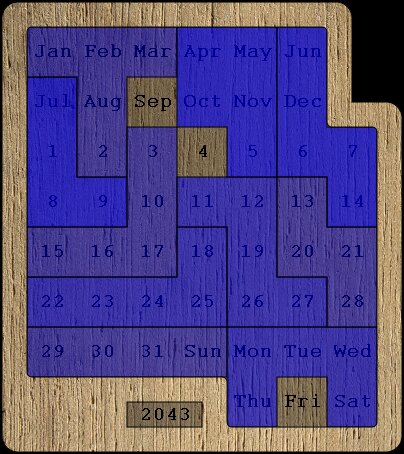 Jan Feb Mar Apr May Jun
Jul Aug Sep Oct Nov Dec
1 2 3 4 5 6 7
8 9 10 11 12 13 14
15 16 17 18 19 20 21
22 23 24 25 26 27 28
29 30 31 Sun Mon Tue Wed
Thu Fri Sat
2043